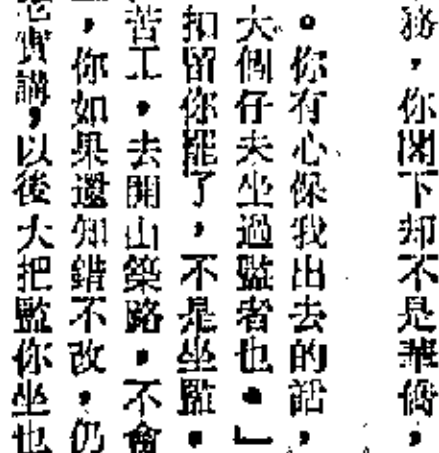 務，你閣下却不是華僑，
。你有心保我出去的話，
大個仔未坐過監者也。」
扣留你罷了，不是坐監，
苦工，去開山築路，不會
，你如果還知錯不改，仍
老實講，以後大把監你坐也